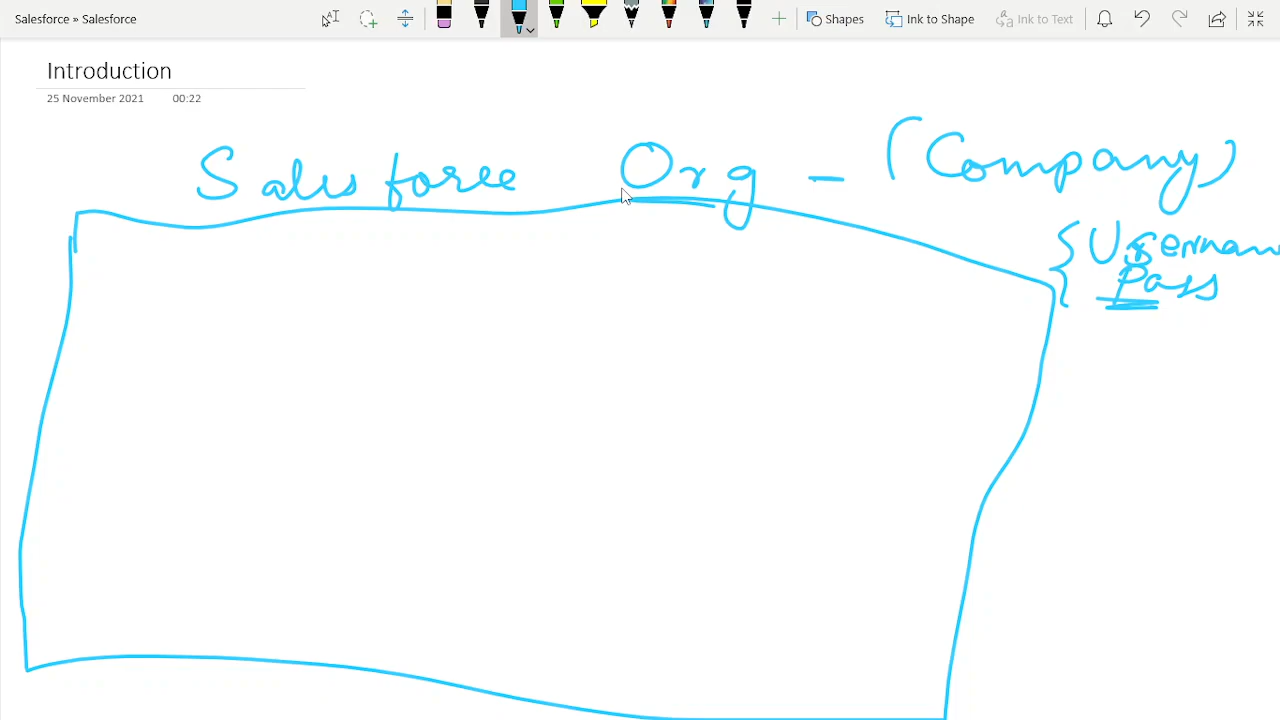 Salesforce » Salesforce
Shapes
Ink to Shape
Ink to Text
Introduction
25 November 2021 00:22
Salesforce Org - (Company)
{ Usernam
Pass